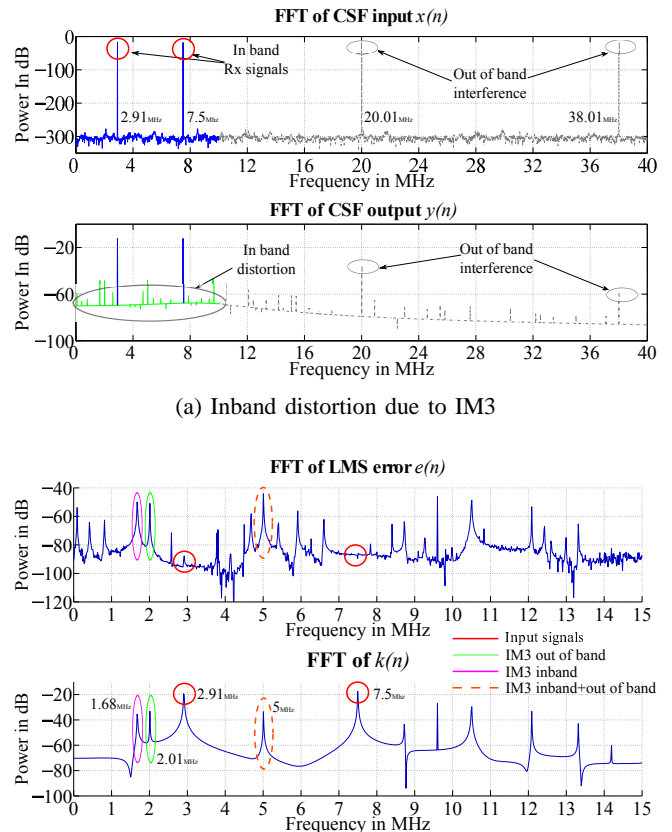 FFT of CSF input x(n)
Power In dB
0
−100
−200
−300
In band
Rx signals
Out of band
interference
2.91MHz
7.5MHz
20.01MHz
38.01MHz
0 4 8 12 16 20 24 28 32 36 40
Frequency in MHz
FFT of CSF output y(n)
Power In dB
−20
−60
−100
In band
distortion
Out of band
interference
0 4 8 12 16 20 24 28 32 36 40
Frequency in MHz
(a) Inband distortion due to IM3
FFT of LMS error e(n)
Power in dB
−40
−60
−80
−100
−120
0 1 2 3 4 5 6 7 8 9 10 11 12 13 14 15
Frequency in MHz
Input signals
IM3 out of band
IM3 inband
IM3 inband+out of band
FFT of k(n)
Power in dB
−20
−40
−60
−80
−100
1.68MHz
2.01MHz
2.91MHz
5MHz
7.5MHz
0 1 2 3 4 5 6 7 8 9 10 11 12 13 14 15
Frequency in MHz